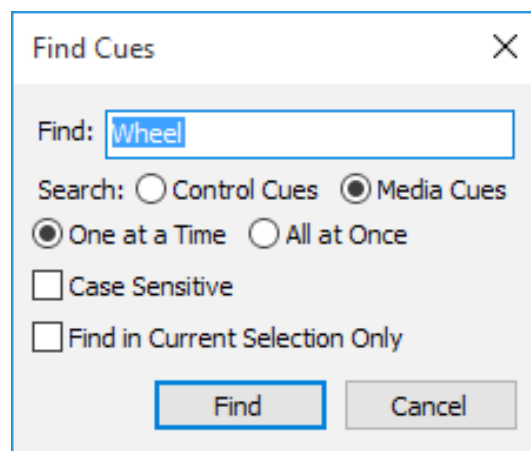 Find Cues
Find: Wheel
Search: Control Cues Media Cues
One at a Time All at Once
Case Sensitive
Find in Current Selection Only
Find Cancel